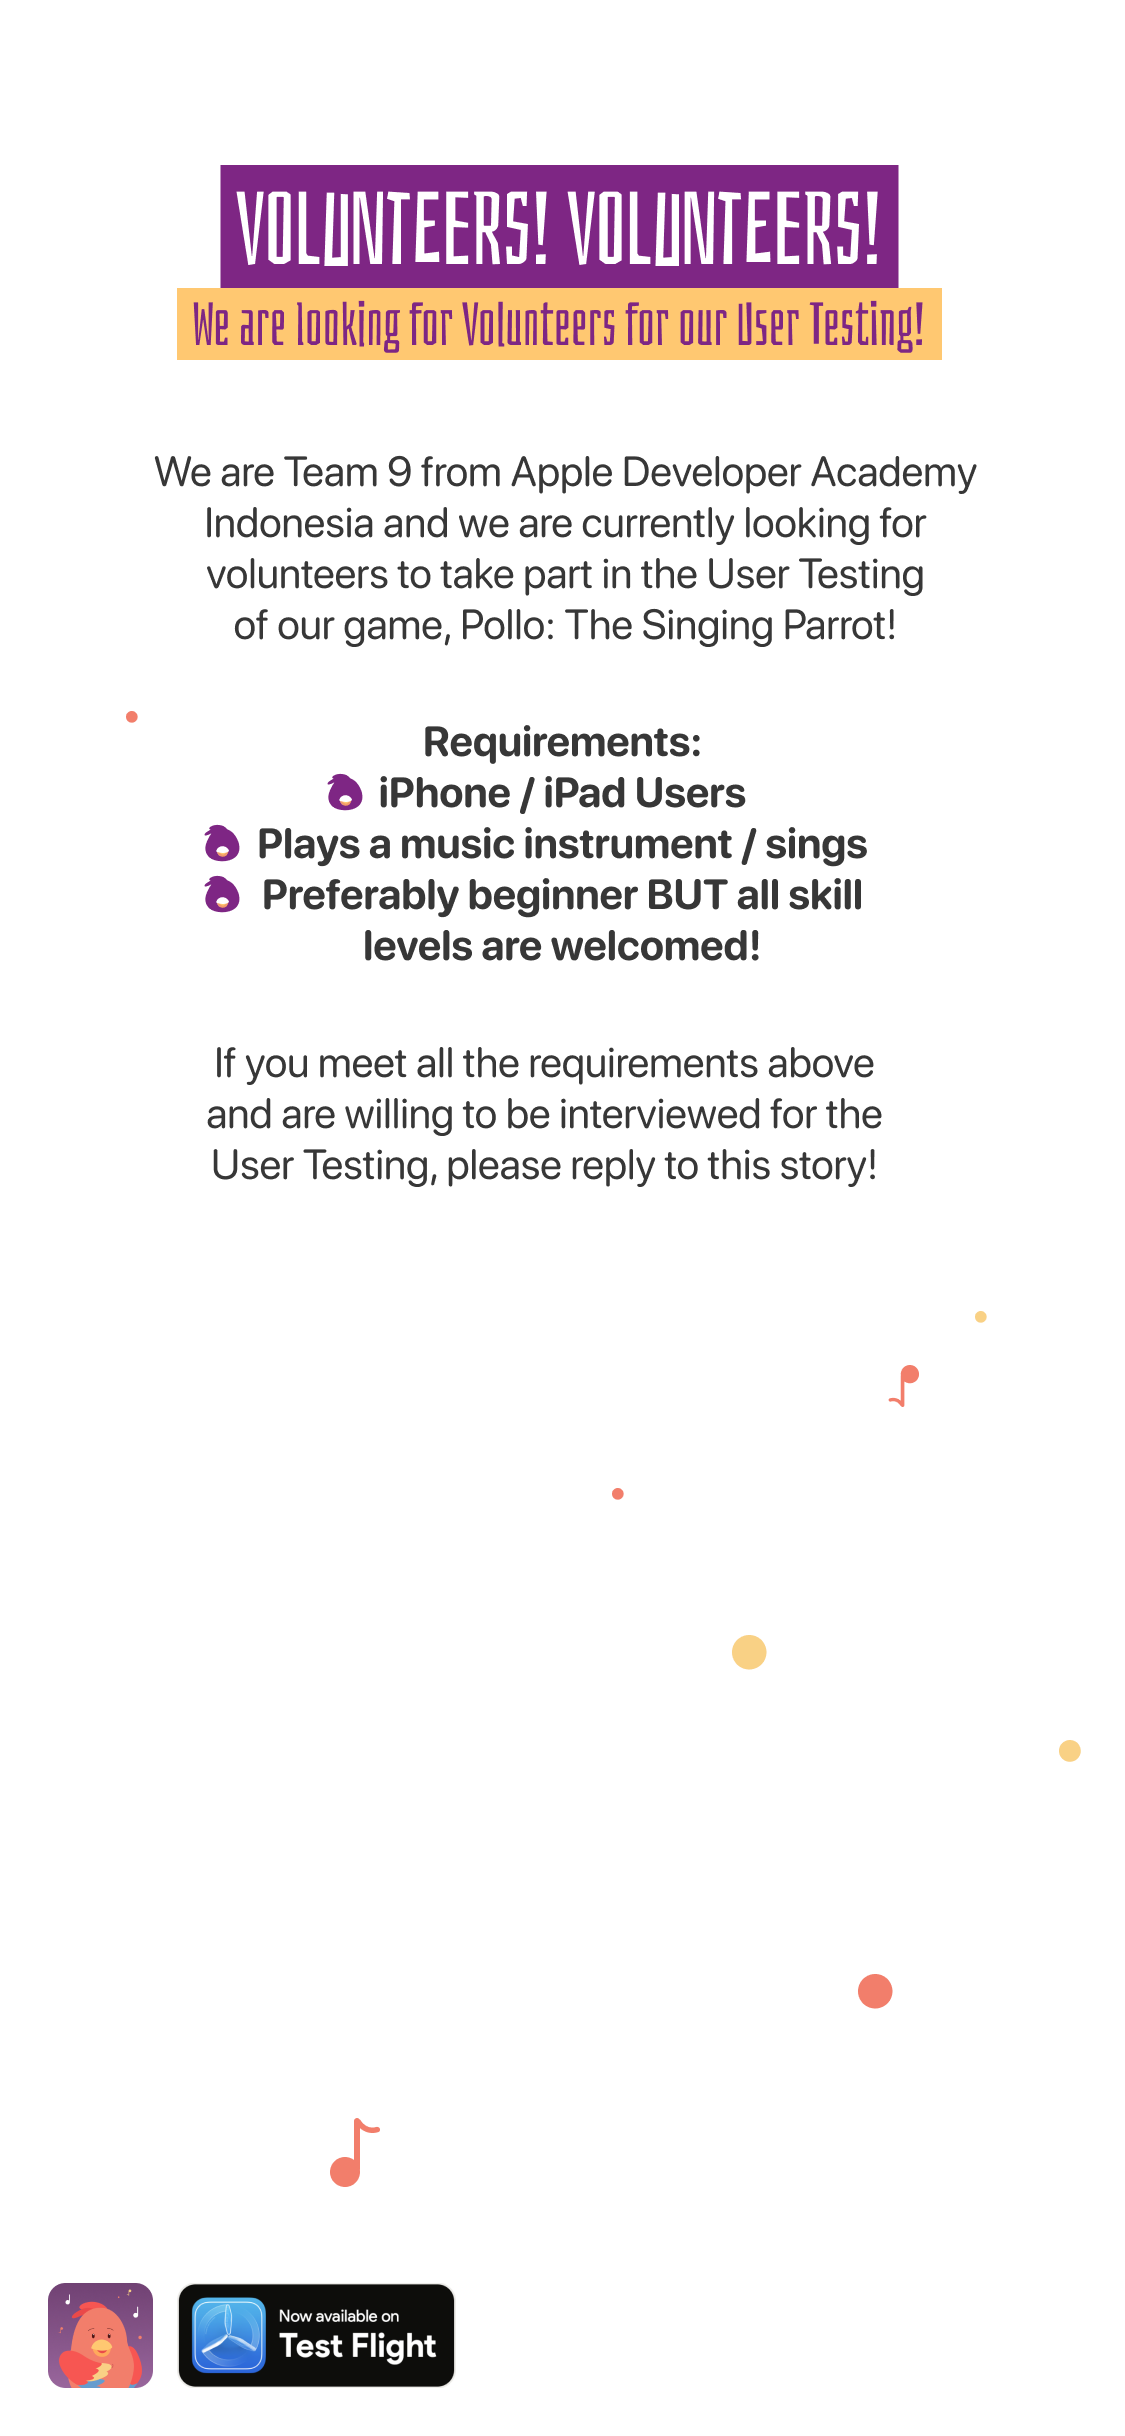 VOLUNTEERS! VOLUNTEERS!
We are looking for Volunteers for our User Testing!
We are Team 9 from Apple Developer Academy
Indonesia and we are currently looking for
volunteers to take part in the User Testing
of our game, Pollo: The Singing Parrot!
Requirements:
iPhone / iPad Users
Plays a music instrument / sings
Preferably beginner BUT all skill
levels are welcomed!
If you meet all the requirements above
and are willing to be interviewed for the
User Testing, please reply to this story!
Now available on
Test Flight